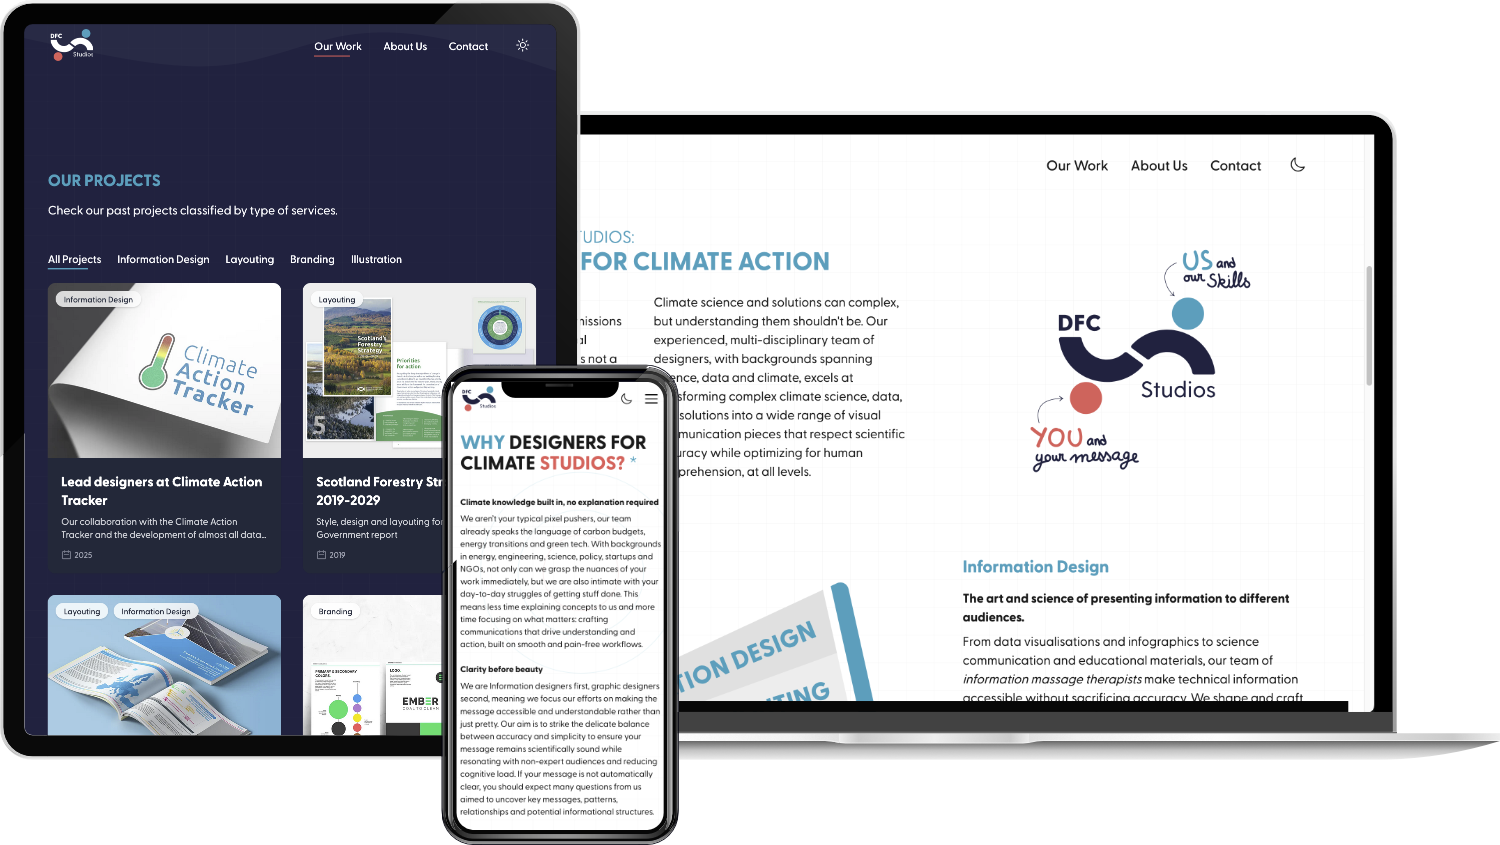 DFC
Studios
Our Work
About Us
Contact
OUR PROJECTS
Check our past projects classified by type of services.
All Projects
Information Design
Layouting
Branding
Illustration
Information Design
Climate
Action
Tracker
Lead designers at Climate Action
Tracker
Our collaboration with the Climate Action
Tracker and the development of almost all data...
2025
Layouting
Scotland's
Forestry
Strategy
Priorities
for action
5
Scotland Forestry
2019-2029
Style, design and layouting for
Government report
2019
Layouting
Information Design
Branding
PRIMARY & SECONDARY
COLORS.
LOGO.
EMBER
COAL TO CLEAN
DFC
Studios
WHY DESIGNERS FOR
CLIMATE STUDIOS? *
Climate knowledge built in, no explanation required
We aren't your typical pixel pushers, our team
already speaks the language of carbon budgets,
energy transitions and green tech. With backgrounds
in energy, engineering, science, policy, startups and
NGOs, not only can we grasp the nuances of your
work immediately, but we are also intimate with your
day-to-day struggles of getting stuff done. This
means less time explaining concepts to us and more
time focusing on what matters: crafting
communications that drive understanding and
action, built on smooth and pain-free workflows.
Clarity before beauty
We are Information designers first, graphic designers
second, meaning we focus our efforts on making the
message accessible and understandable rather than
just pretty. Our aim is to strike the delicate balance
between accuracy and simplicity to ensure your
message remains scientifically sound while
resonating with non-expert audiences and reducing
cognitive load. If your message is not automatically
clear, you should expect many questions from us
aimed to uncover key messages, patterns,
relationships and potential informational structures.
Our Work
About Us
Contact
TUDIOS:
FOR CLIMATE ACTION
nissions
al
s not a
Climate science and solutions can complex,
but understanding them shouldn't be. Our
experienced, multi-disciplinary team of
designers, with backgrounds spanning
ence, data and climate, excels at
sforming complex climate science, data,
solutions into a wide range of visual
munication pieces that respect scientific
uracy while optimizing for human
prehension, at all levels.
US and
our Skills
DFC
Studios
YOU and
your message
TION DESIGN
TING
Information Design
The art and science of presenting information to different
audiences.
From data visualisations and infographics to science
communication and educational materials, our team of
information massage therapists make technical information
accessible without sacrificing accuracy. We shape and craft